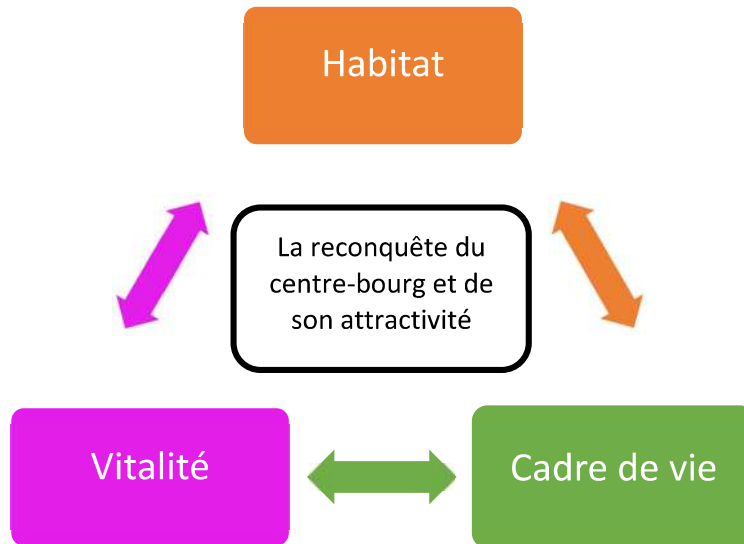 Habitat
La reconquête du
centre-bourg et de
son attractivité
Vitalité
Cadre de vie